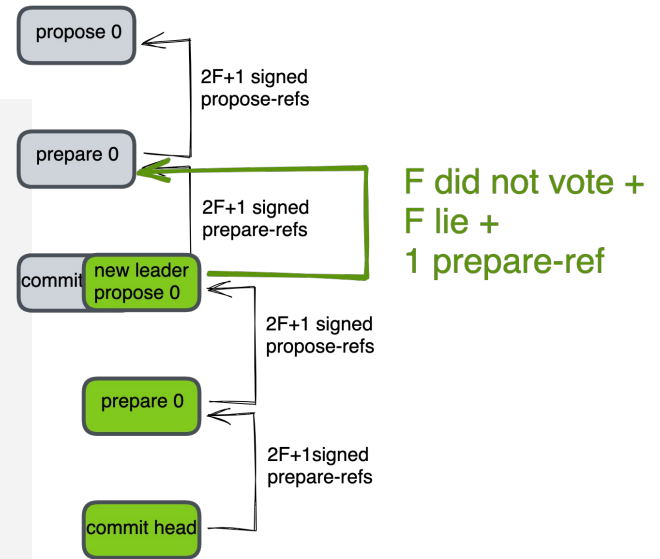 propose 0
2F+1 signed
propose-refs
prepare 0
F did not vote +
F lie +
1 prepare-ref
2F+1 signed
prepare-refs
commit
new leader
propose 0
2F+1 signed
propose-refs
prepare 0
2F+1signed
prepare-refs
commit head